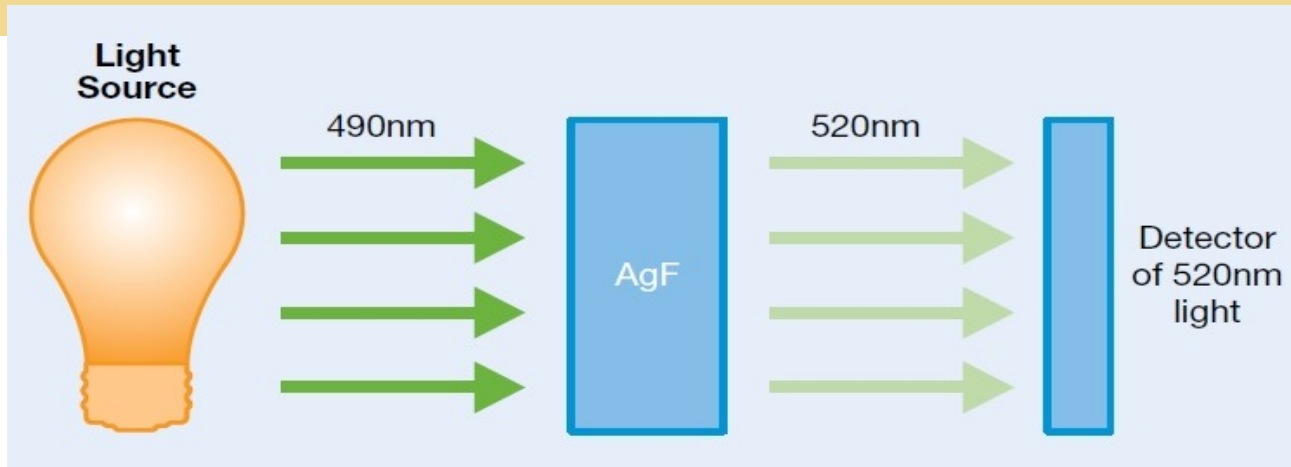 Light
Source
490nm
520nm
AgF
Detector
of 520nm
light